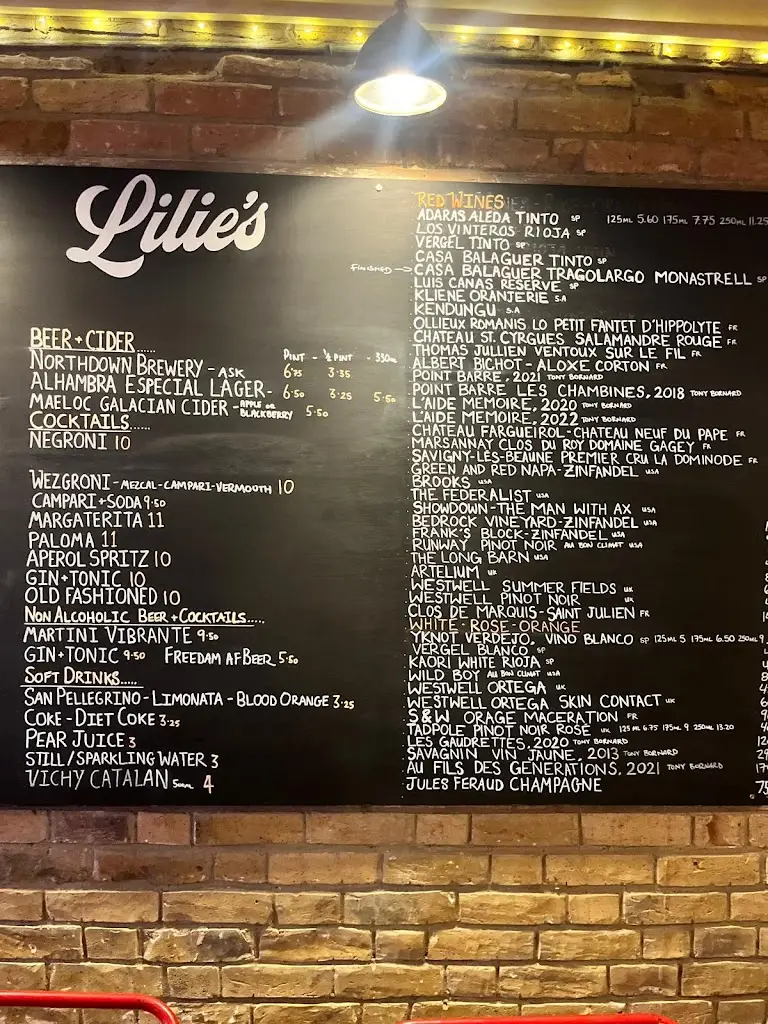 Lilie's
BEER + CIDER.....
PINT - ½ PINT - 330ML
NORTHDOWN BREWERY - ASK 6.75 3.35
ALHAMBRA ESPECIAL LAGER - 6.50 3.25 5.50
MAELOC GALACIAN CIDER - APPLE OR BLACKBERRY 5.50
COCKTAILS.....
NEGRONI 10
WEZGRONI - MEZCAL - CAMPARI - VERMOUTH 10
CAMPARI + SODA 9.50
MARGATERITA 11
PALOMA 11
APEROL SPRITZ 10
GIN + TONIC 10
OLD FASHIONED 10
NON ALCOHOLIC BEER + COCKTAILS.....
MARTINI VIBRANTE 9.50
GIN + TONIC 9.50 FREEDAM AF BEER 5.50
SOFT DRINKS.....
SAN PELLEGRINO - LIMONATA - BLOOD ORANGE 3.25
COKE - DIET COKE 3.25
PEAR JUICE 3
STILL/SPARKLING WATER 3
VICHY CATALAN 500ML 4
RED WINES
ADARAS ALEDA TINTO SP 125ML 5.60 175ML 7.75 250ML 11.25
LOS VINTEROS RIOJA SP
VERGEL TINTO SP
CASA BALAGUER TINTO SP
FINISHED → CASA BALAGUER TRAGOLARGO MONASTRELL SP
LUIS CANAS RESERVE SP
KLIENE ORANJERIE S.A
KENDUNGU S.A
OLLIEUX ROMANIS LO PETIT FANTET D'HIPPOLYTE FR
CHATEAU ST. CYRGUES SALAMANDRE ROUGE FR
THOMAS JULLIEN VENTOUX SUR LE FIL FR
ALBERT BICHOT - ALOXE CORTON FR
POINT BARRE, 2021 TONY BORNARD
POINT BARRE LES CHAMBINES, 2018 TONY BORNARD
L'AIDE MEMOIRE, 2020 TONY BORNARD
L'AIDE MEMOIRE, 2022 TONY BORNARD
CHATEAU FARGUEIROL - CHATEAU NEUF DU PAPE FR
MARSANNAY CLOS DU ROY DOMAINE GAGEY FR
SAVIGNY-LES-BEAUNE PREMIER CRU LA DOMINODE FR
GREEN AND RED NAPA - ZINFANDEL USA
BROOKS USA
THE FEDERALIST USA
SHOWDOWN - THE MAN WITH AX USA
BEDROCK VINEYARD - ZINFANDEL USA
FRANK'S BLOCK - ZINFANDEL USA
RUNWAY PINOT NOIR AU BON CLIMAT USA
THE LONG BARN USA
ARTELIUM UK
WESTWELL SUMMER FIELDS UK
WESTWELL PINOT NOIR UK
CLOS DE MARQUIS - SAINT JULIEN FR
WHITE - ROSE - ORANGE
YKNOT VERDEJO, VINO BLANCO SP 125ML 5 175ML 6.50 250ML 9
VERGEL BLANCO SP
KAORI WHITE RIOJA SP
WILD BOY AU BON CLIMAT USA
WESTWELL ORTEGA UK
WESTWELL ORTEGA SKIN CONTACT UK
S&W ORAGE MACERATION FR
TADPOLE PINOT NOIR ROSE UK 125ML 6.75 175ML 9 250ML 13.20
LES GAUDRETTES, 2020 TONY BORNARD
SAVAGNIN VIN JAUNE, 2013 TONY BORNARD
AU FILS DES GENERATIONS, 2021 TONY BORNARD
JULES FERAUD CHAMPAGNE